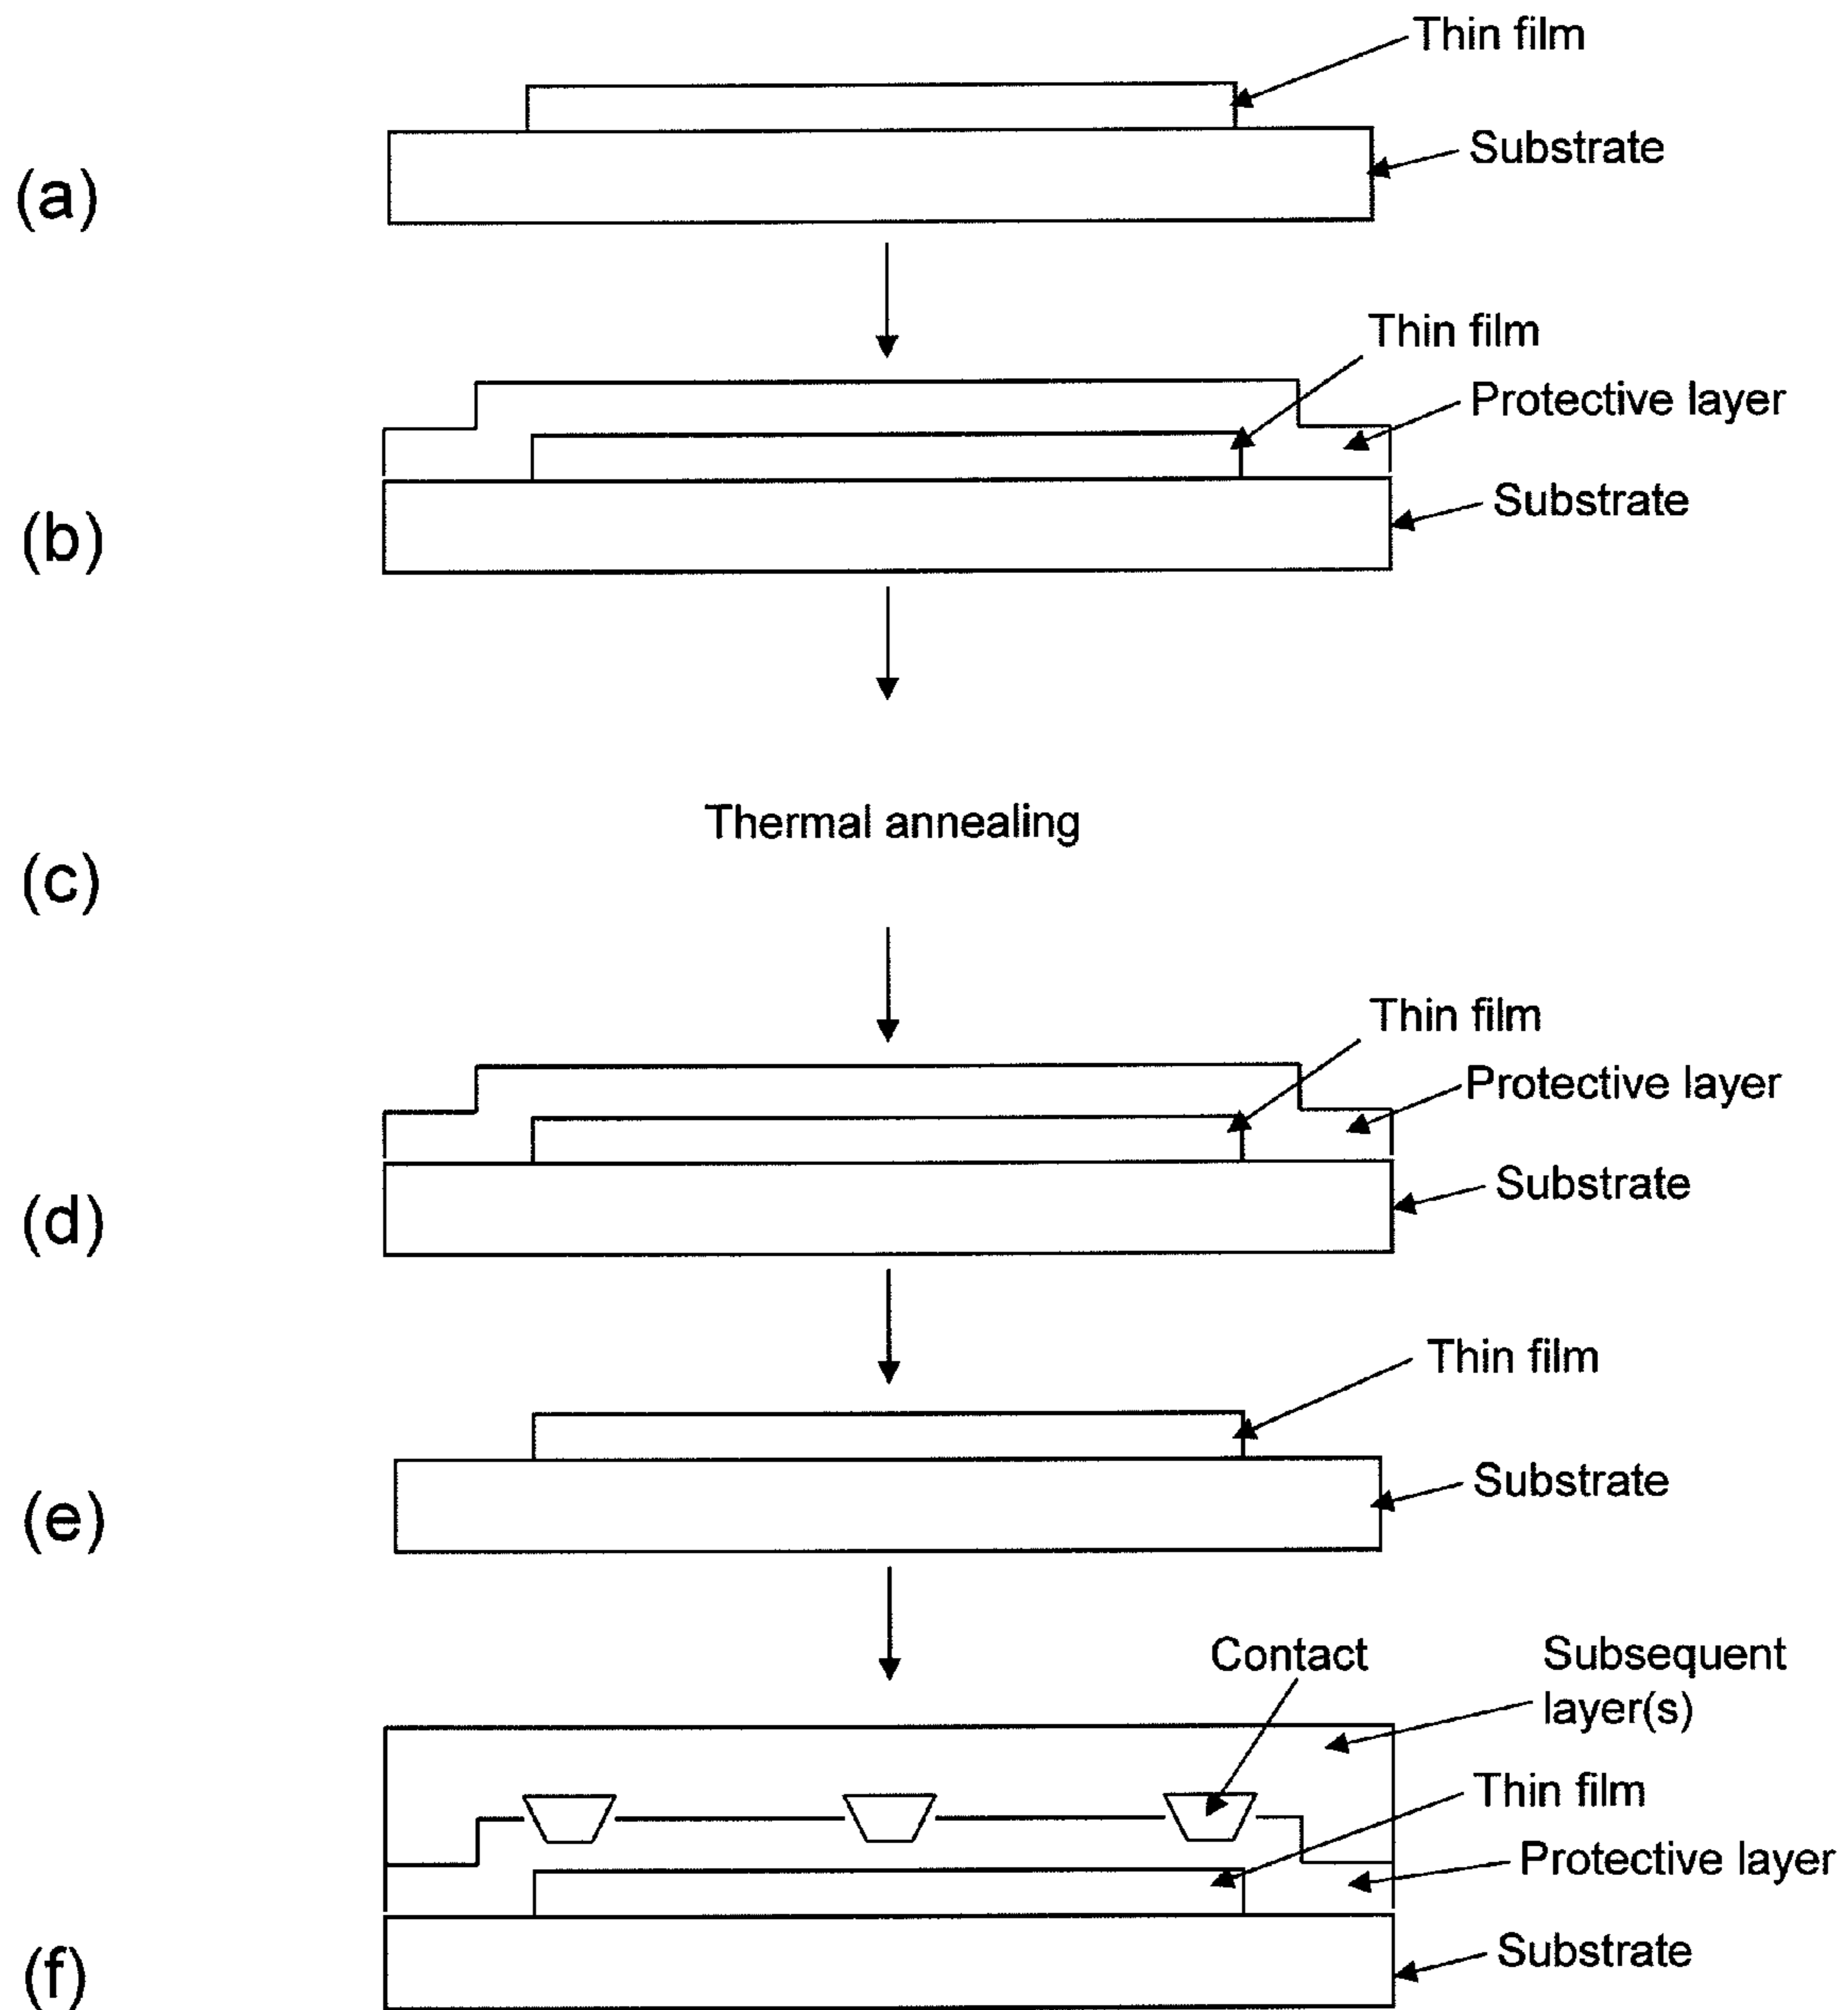 Thin film
Substrate
(a)
Thin film
Protective layer
Substrate
(b)
Thermal annealing
(c)
Thin film
Protective layer
Substrate
(d)
Thin film
Substrate
(e)
Contact
Subsequent
layer(s)
Thin film
Protective layer
Substrate
(f)